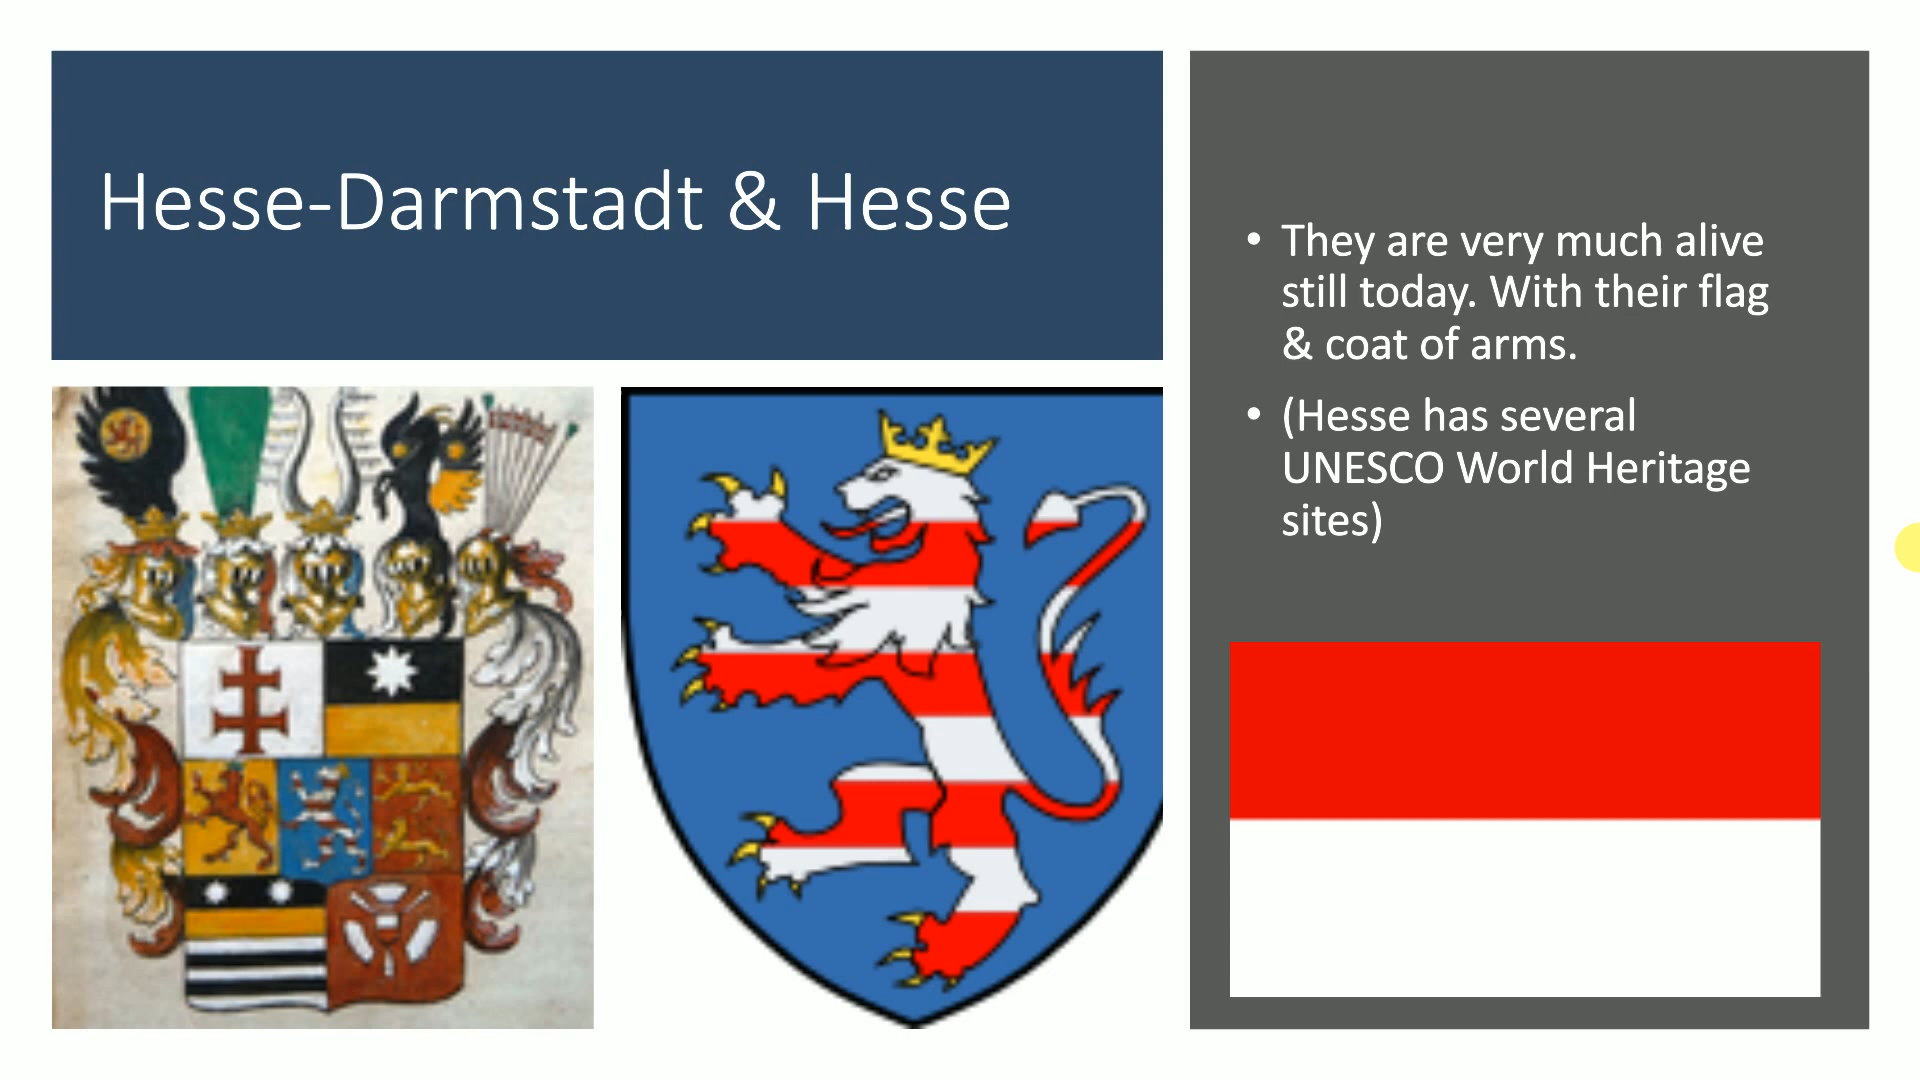 Hesse-Darmstadt & Hesse
• They are very much alive
still today. With their flag
& coat of arms.
• (Hesse has several
UNESCO World Heritage
sites)